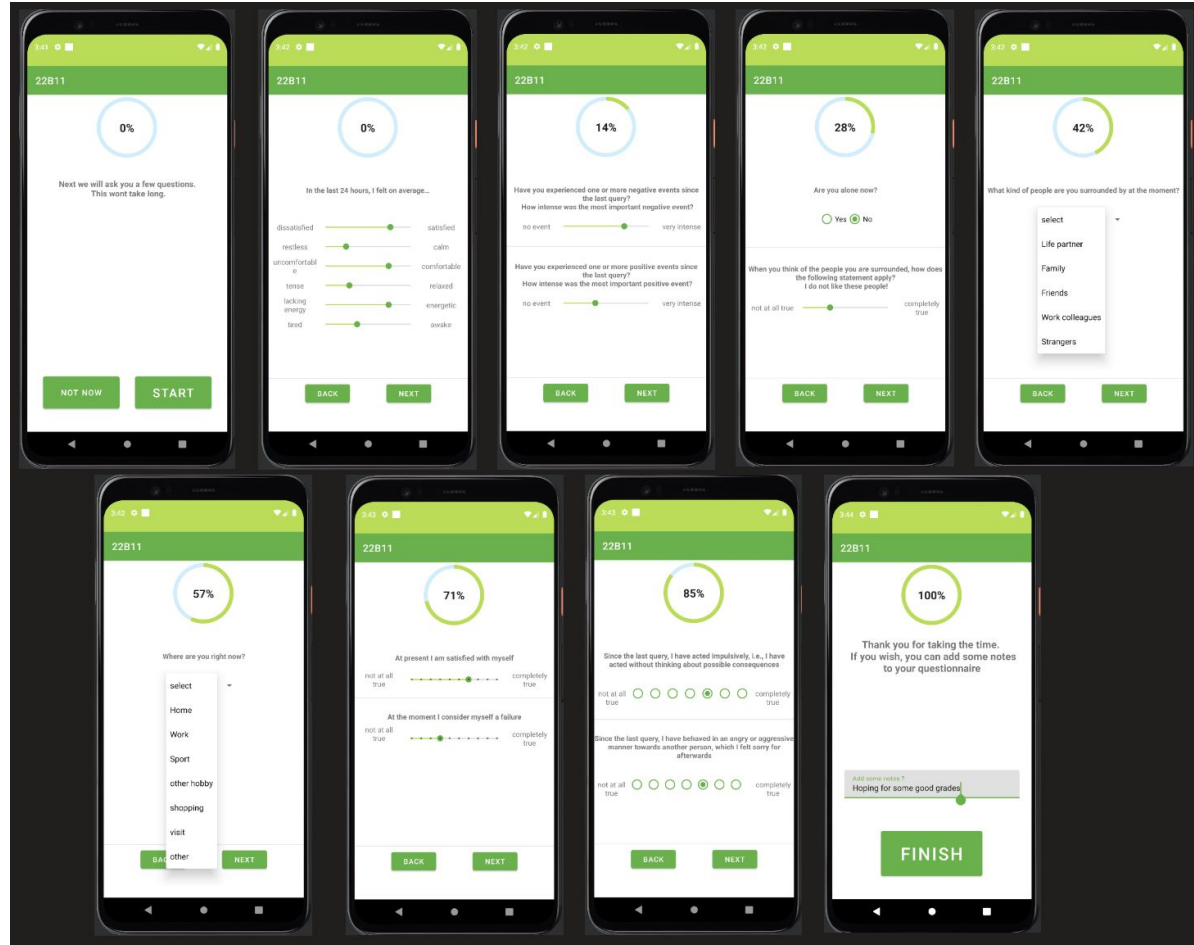 3:41
22B11
0%
Next we will ask you a few questions.
This wont take long.
NOT NOW
START
3:42
22B11
0%
In the last 24 hours, I felt on average...
dissatisfied satisfied
restless calm
uncomfortabl
e comfortable
tense relaxed
lacking
energy energetic
tired awake
BACK
NEXT
3:42
22B11
14%
Have you experienced one or more negative events since
the last query?
How intense was the most important negative event?
no event very intense
Have you experienced one or more positive events since
the last query?
How intense was the most important positive event?
no event very intense
BACK
NEXT
3:42
22B11
28%
Are you alone now?
Yes No
When you think of the people you are surrounded, how does
the following statement apply?
I do not like these people!
not at all true completely
true
BACK
NEXT
3:42
22B11
42%
What kind of people are you surrounded by at the moment?
select
Life partner
Family
Friends
Work colleagues
Strangers
BACK
NEXT
3:42
22B11
57%
Where are you right now?
select
Home
Work
Sport
other hobby
shopping
visit
other
BAC
NEXT
3:43
22B11
71%
At present I am satisfied with myself
not at all
true completely
true
At the moment I consider myself a failure
not at all
true completely
true
BACK
NEXT
3:43
22B11
85%
Since the last query, I have acted impulsively, i.e., I have
acted without thinking about possible consequences
not at all
true completely
true
Since the last query, I have behaved in an angry or aggressive
manner towards another person, which I felt sorry for
afterwards
not at all
true completely
true
BACK
NEXT
3:44
22B11
100%
Thank you for taking the time.
If you wish, you can add some notes
to your questionnaire
Add some notes ?
Hoping for some good grades
FINISH